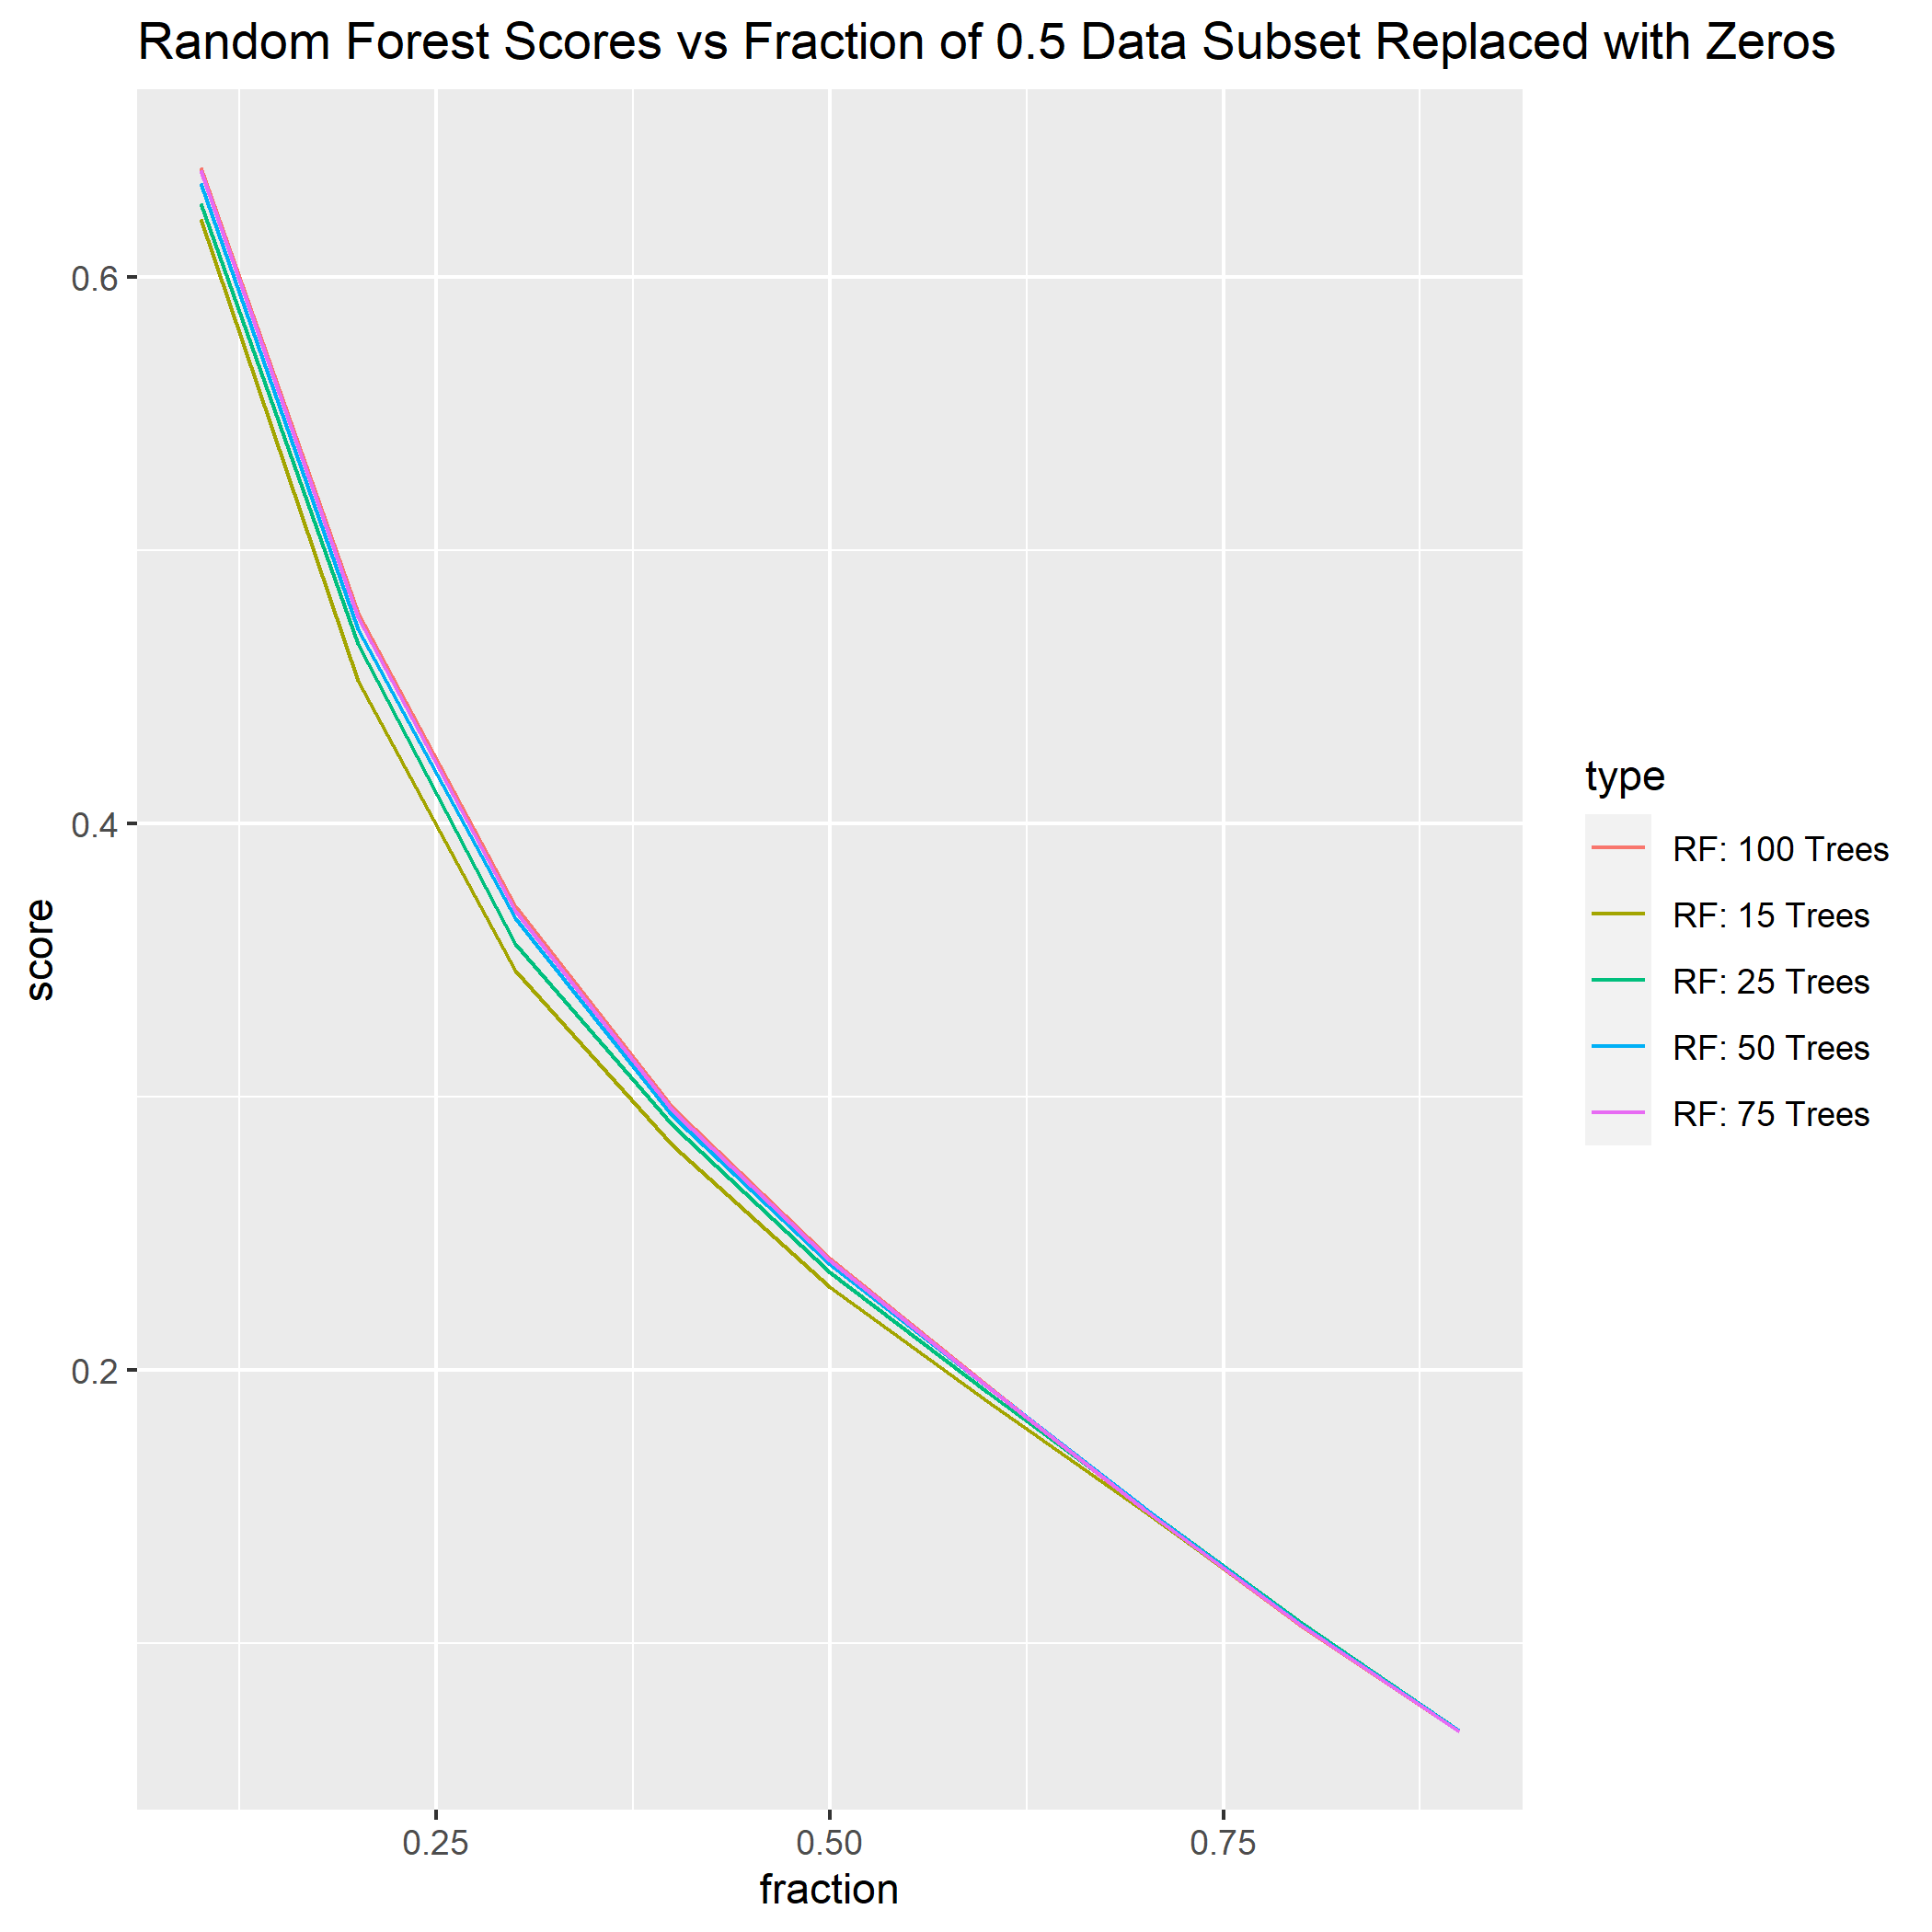 Random Forest Scores vs Fraction of 0.5 Data Subset Replaced with Zeros
score
0.6
0.4
0.2
0.25
0.50
0.75
fraction
type
RF: 100 Trees
RF: 15 Trees
RF: 25 Trees
RF: 50 Trees
RF: 75 Trees